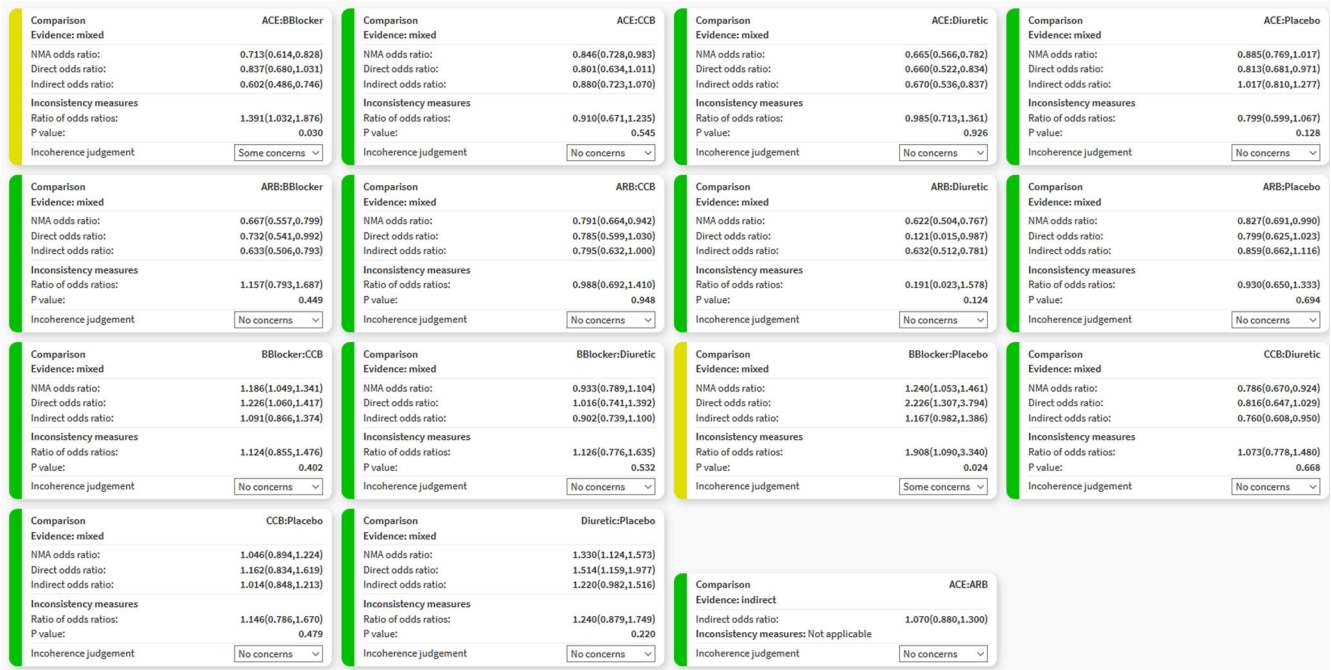 Comparison ACE:BBlocker
Evidence: mixed
NMA odds ratio: 0.713(0.614,0.828)
Direct odds ratio: 0.837(0.680,1.031)
Indirect odds ratio: 0.602(0.486,0.746)
Inconsistency measures
Ratio of odds ratios: 1.391(1.032,1.876)
P value: 0.030
Incoherence judgement Some concerns
Comparison ACE:CCB
Evidence: mixed
NMA odds ratio: 0.846(0.728,0.983)
Direct odds ratio: 0.801(0.634,1.011)
Indirect odds ratio: 0.880(0.723,1.070)
Inconsistency measures
Ratio of odds ratios: 0.910(0.671,1.235)
P value: 0.545
Incoherence judgement No concerns
Comparison ACE:Diuretic
Evidence: mixed
NMA odds ratio: 0.665(0.566,0.782)
Direct odds ratio: 0.660(0.522,0.834)
Indirect odds ratio: 0.670(0.536,0.837)
Inconsistency measures
Ratio of odds ratios: 0.985(0.713,1.361)
P value: 0.926
Incoherence judgement No concerns
Comparison ACE:Placebo
Evidence: mixed
NMA odds ratio: 0.885(0.769,1.017)
Direct odds ratio: 0.813(0.681,0.971)
Indirect odds ratio: 1.017(0.810,1.277)
Inconsistency measures
Ratio of odds ratios: 0.799(0.599,1.067)
P value: 0.128
Incoherence judgement No concerns
Comparison ARB:BBlocker
Evidence: mixed
NMA odds ratio: 0.667(0.557,0.799)
Direct odds ratio: 0.732(0.541,0.992)
Indirect odds ratio: 0.633(0.506,0.793)
Inconsistency measures
Ratio of odds ratios: 1.157(0.793,1.687)
P value: 0.449
Incoherence judgement No concerns
Comparison ARB:CCB
Evidence: mixed
NMA odds ratio: 0.791(0.664,0.942)
Direct odds ratio: 0.785(0.599,1.030)
Indirect odds ratio: 0.795(0.632,1.000)
Inconsistency measures
Ratio of odds ratios: 0.988(0.692,1.410)
P value: 0.948
Incoherence judgement No concerns
Comparison ARB:Diuretic
Evidence: mixed
NMA odds ratio: 0.622(0.504,0.767)
Direct odds ratio: 0.121(0.015,0.987)
Indirect odds ratio: 0.632(0.512,0.781)
Inconsistency measures
Ratio of odds ratios: 0.191(0.023,1.578)
P value: 0.124
Incoherence judgement No concerns
Comparison ARB:Placebo
Evidence: mixed
NMA odds ratio: 0.827(0.691,0.990)
Direct odds ratio: 0.799(0.625,1.023)
Indirect odds ratio: 0.859(0.662,1.116)
Inconsistency measures
Ratio of odds ratios: 0.930(0.650,1.333)
P value: 0.694
Incoherence judgement No concerns
Comparison BBlocker:CCB
Evidence: mixed
NMA odds ratio: 1.186(1.049,1.341)
Direct odds ratio: 1.226(1.060,1.417)
Indirect odds ratio: 1.091(0.866,1.374)
Inconsistency measures
Ratio of odds ratios: 1.124(0.855,1.476)
P value: 0.402
Incoherence judgement No concerns
Comparison BBlocker:Diuretic
Evidence: mixed
NMA odds ratio: 0.933(0.789,1.104)
Direct odds ratio: 1.016(0.741,1.392)
Indirect odds ratio: 0.902(0.739,1.100)
Inconsistency measures
Ratio of odds ratios: 1.126(0.776,1.635)
P value: 0.532
Incoherence judgement No concerns
Comparison BBlocker:Placebo
Evidence: mixed
NMA odds ratio: 1.240(1.053,1.461)
Direct odds ratio: 2.226(1.307,3.794)
Indirect odds ratio: 1.167(0.982,1.386)
Inconsistency measures
Ratio of odds ratios: 1.908(1.090,3.340)
P value: 0.024
Incoherence judgement Some concerns
Comparison CCB:Diuretic
Evidence: mixed
NMA odds ratio: 0.786(0.670,0.924)
Direct odds ratio: 0.816(0.647,1.029)
Indirect odds ratio: 0.760(0.608,0.950)
Inconsistency measures
Ratio of odds ratios: 1.073(0.778,1.480)
P value: 0.668
Incoherence judgement No concerns
Comparison CCB:Placebo
Evidence: mixed
NMA odds ratio: 1.046(0.894,1.224)
Direct odds ratio: 1.162(0.834,1.619)
Indirect odds ratio: 1.014(0.848,1.213)
Inconsistency measures
Ratio of odds ratios: 1.146(0.786,1.670)
P value: 0.479
Incoherence judgement No concerns
Comparison Diuretic:Placebo
Evidence: mixed
NMA odds ratio: 1.330(1.124,1.573)
Direct odds ratio: 1.514(1.159,1.977)
Indirect odds ratio: 1.220(0.982,1.516)
Inconsistency measures
Ratio of odds ratios: 1.240(0.879,1.749)
P value: 0.220
Incoherence judgement No concerns
Comparison ACE:ARB
Evidence: indirect
Indirect odds ratio: 1.070(0.880,1.300)
Inconsistency measures: Not applicable
Incoherence judgement No concerns